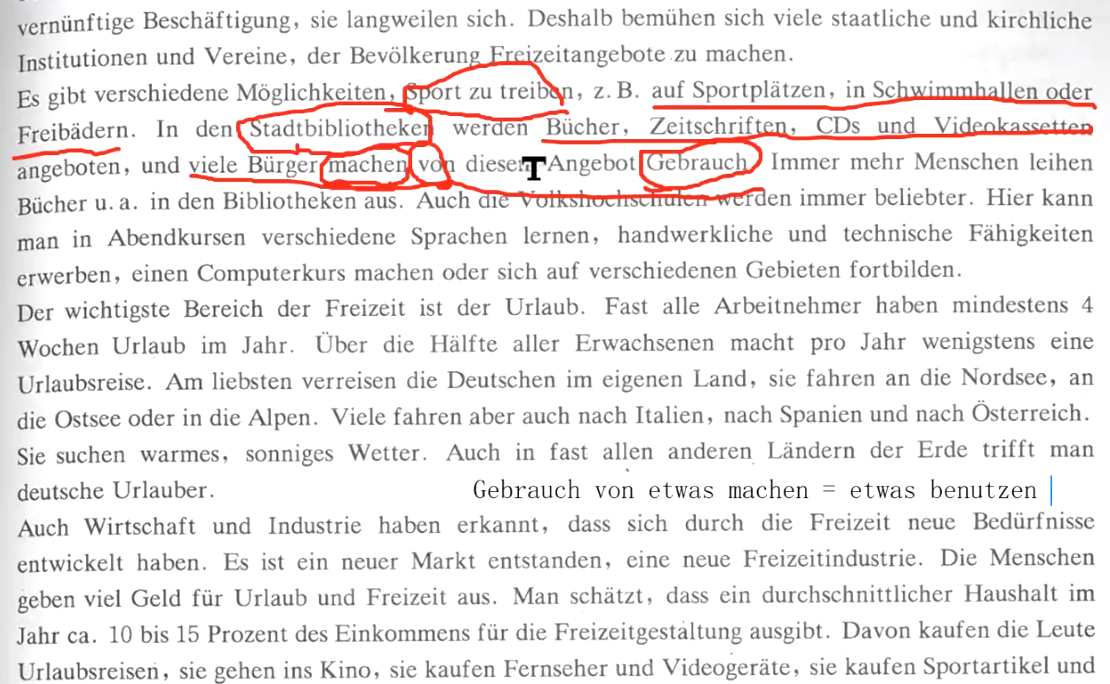 vernünftige Beschäftigung, sie langweilen sich. Deshalb bemühen sich viele staatliche und kirchliche
Institutionen und Vereine, der Bevölkerung Freizeitangebote zu machen.
Es gibt verschiedene Möglichkeiten, Sport zu treiben, z. B. auf Sportplätzen, in Schwimmhallen oder
Freibädern. In den Stadtbibliotheken werden Bücher, Zeitschriften, CDs und Videokassetten
angeboten, und viele Bürger machen von diesem Angebot Gebrauch. Immer mehr Menschen leihen
Bücher u. a. in den Bibliotheken aus. Auch die Volkshochschulen werden immer beliebter. Hier kann
man in Abendkursen verschiedene Sprachen lernen, handwerkliche und technische Fähigkeiten
erwerben, einen Computerkurs machen oder sich auf verschiedenen Gebieten fortbilden.
Der wichtigste Bereich der Freizeit ist der Urlaub. Fast alle Arbeitnehmer haben mindestens 4
Wochen Urlaub im Jahr. Über die Hälfte aller Erwachsenen macht pro Jahr wenigstens eine
Urlaubsreise. Am liebsten verreisen die Deutschen im eigenen Land, sie fahren an die Nordsee, an
die Ostsee oder in die Alpen. Viele fahren aber auch nach Italien, nach Spanien und nach Österreich.
Sie suchen warmes, sonniges Wetter. Auch in fast allen anderen Ländern der Erde trifft man
deutsche Urlauber.
Gebrauch von etwas machen = etwas benutzen
Auch Wirtschaft und Industrie haben erkannt, dass sich durch die Freizeit neue Bedürfnisse
entwickelt haben. Es ist ein neuer Markt entstanden, eine neue Freizeitindustrie. Die Menschen
geben viel Geld für Urlaub und Freizeit aus. Man schätzt, dass ein durchschnittlicher Haushalt im
Jahr ca. 10 bis 15 Prozent des Einkommens für die Freizeitgestaltung ausgibt. Davon kaufen die Leute
Urlaubsreisen, sie gehen ins Kino, sie kaufen Fernseher und Videogeräte, sie kaufen Sportartikel und